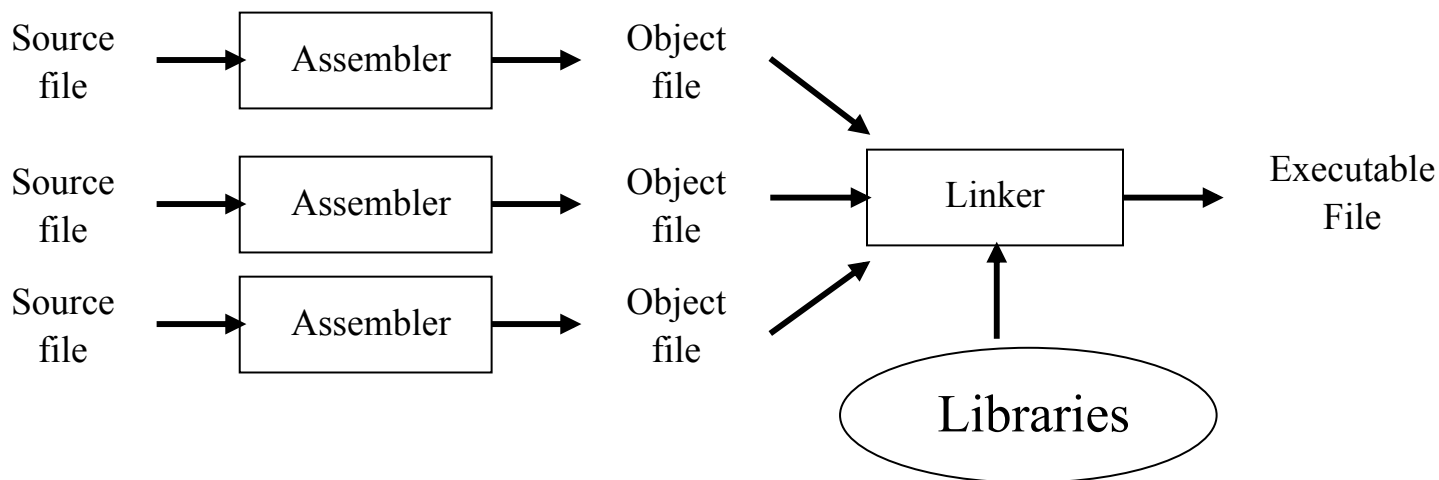 Source
file
Assembler
Object
file
Source
file
Assembler
Object
file
Source
file
Assembler
Object
file
Linker
Executable
File
Libraries